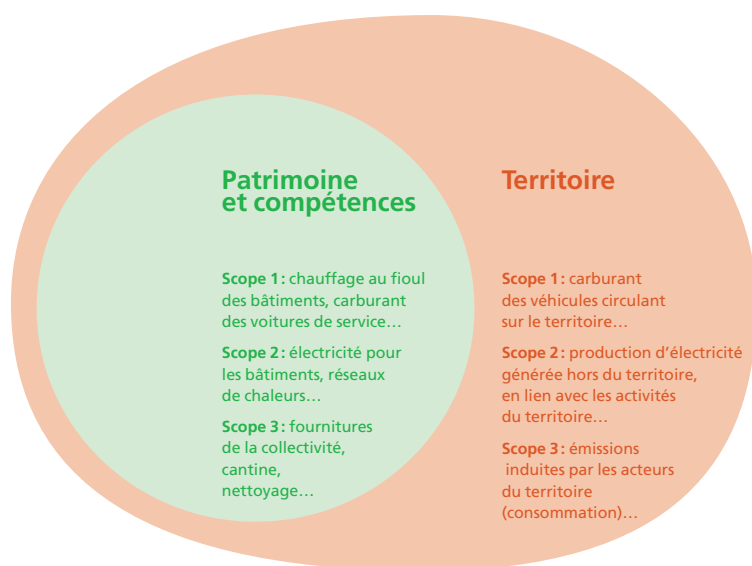 Patrimoine
et compétences
Scope 1 : chauffage au fioul
des bâtiments, carburant
des voitures de service…
Scope 2 : électricité pour
les bâtiments, réseaux
de chaleurs…
Scope 3 : fournitures
de la collectivité,
cantine,
nettoyage…
Territoire
Scope 1 : carburant
des véhicules circulant
sur le territoire…
Scope 2 : production d’électricité
générée hors du territoire,
en lien avec les activités
du territoire…
Scope 3 : émissions
induites par les acteurs
du territoire
(consommation)…